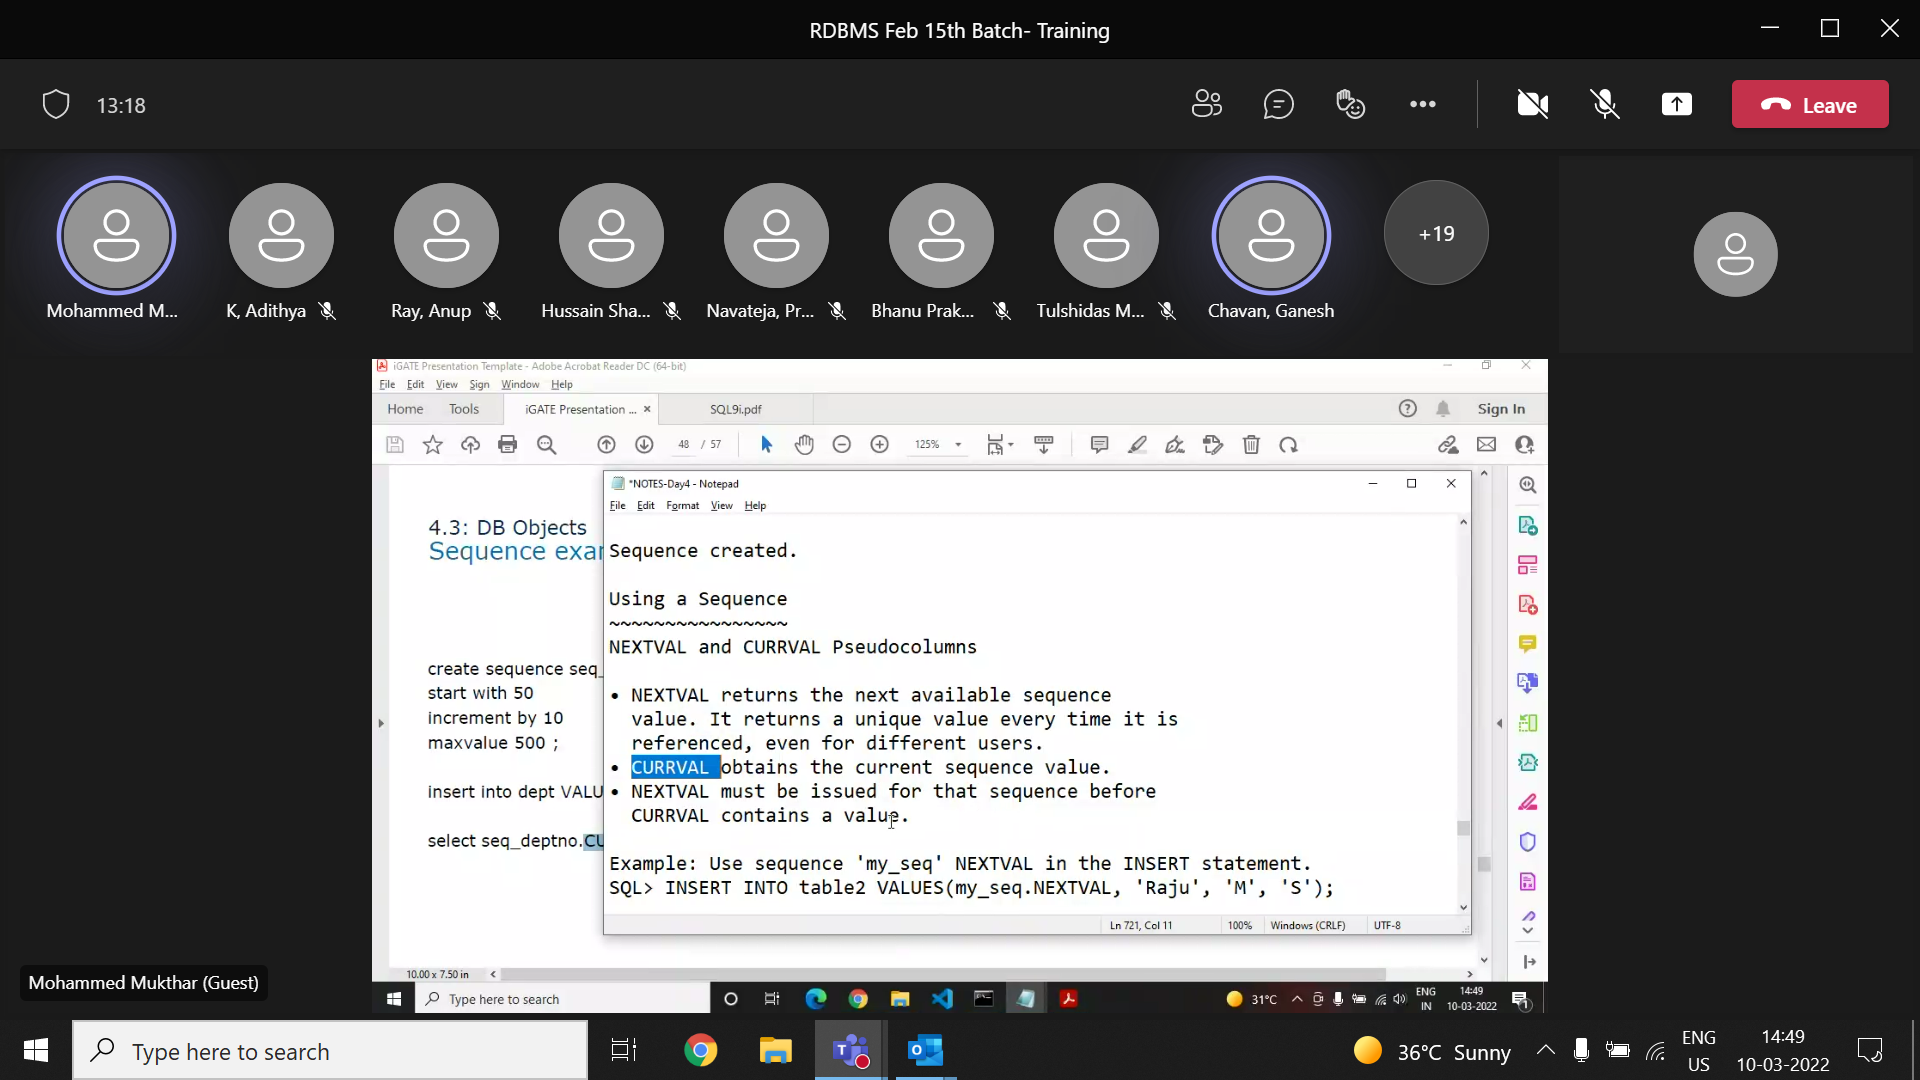 RDBMS Feb 15th Batch- Training
13:18
Leave
Mohammed M...
K, Adithya
Ray, Anup
Hussain Sha...
Navateja, Pr...
Bhanu Prak...
Tulshidas M...
Chavan, Ganesh
+19
iGATE Presentation Template - Adobe Acrobat Reader DC (64-bit)
File Edit View Sign Window Help
Home Tools iGATE Presentation ... × SQL9i.pdf Sign In
48 / 57 125%
4.3: DB Objects
Sequence exar
create sequence seq_
start with 50
increment by 10
maxvalue 500 ;
insert into dept VALU
select seq_deptno.CU
*NOTES-Day4 - Notepad
File Edit Format View Help
Sequence created.
Using a Sequence
~~~~~~~~~~~~~~~~
NEXTVAL and CURRVAL Pseudocolumns
• NEXTVAL returns the next available sequence
value. It returns a unique value every time it is
referenced, even for different users.
• CURRVAL obtains the current sequence value.
• NEXTVAL must be issued for that sequence before
CURRVAL contains a value.
Example: Use sequence 'my_seq' NEXTVAL in the INSERT statement.
SQL> INSERT INTO table2 VALUES(my_seq.NEXTVAL, 'Raju', 'M', 'S');
Ln 721, Col 11 100% Windows (CRLF) UTF-8
10.00 x 7.50 in
Mohammed Mukthar (Guest)
Type here to search
31°C
ENG
IN
14:49
10-03-2022
Type here to search
36°C Sunny
ENG
US
14:49
10-03-2022